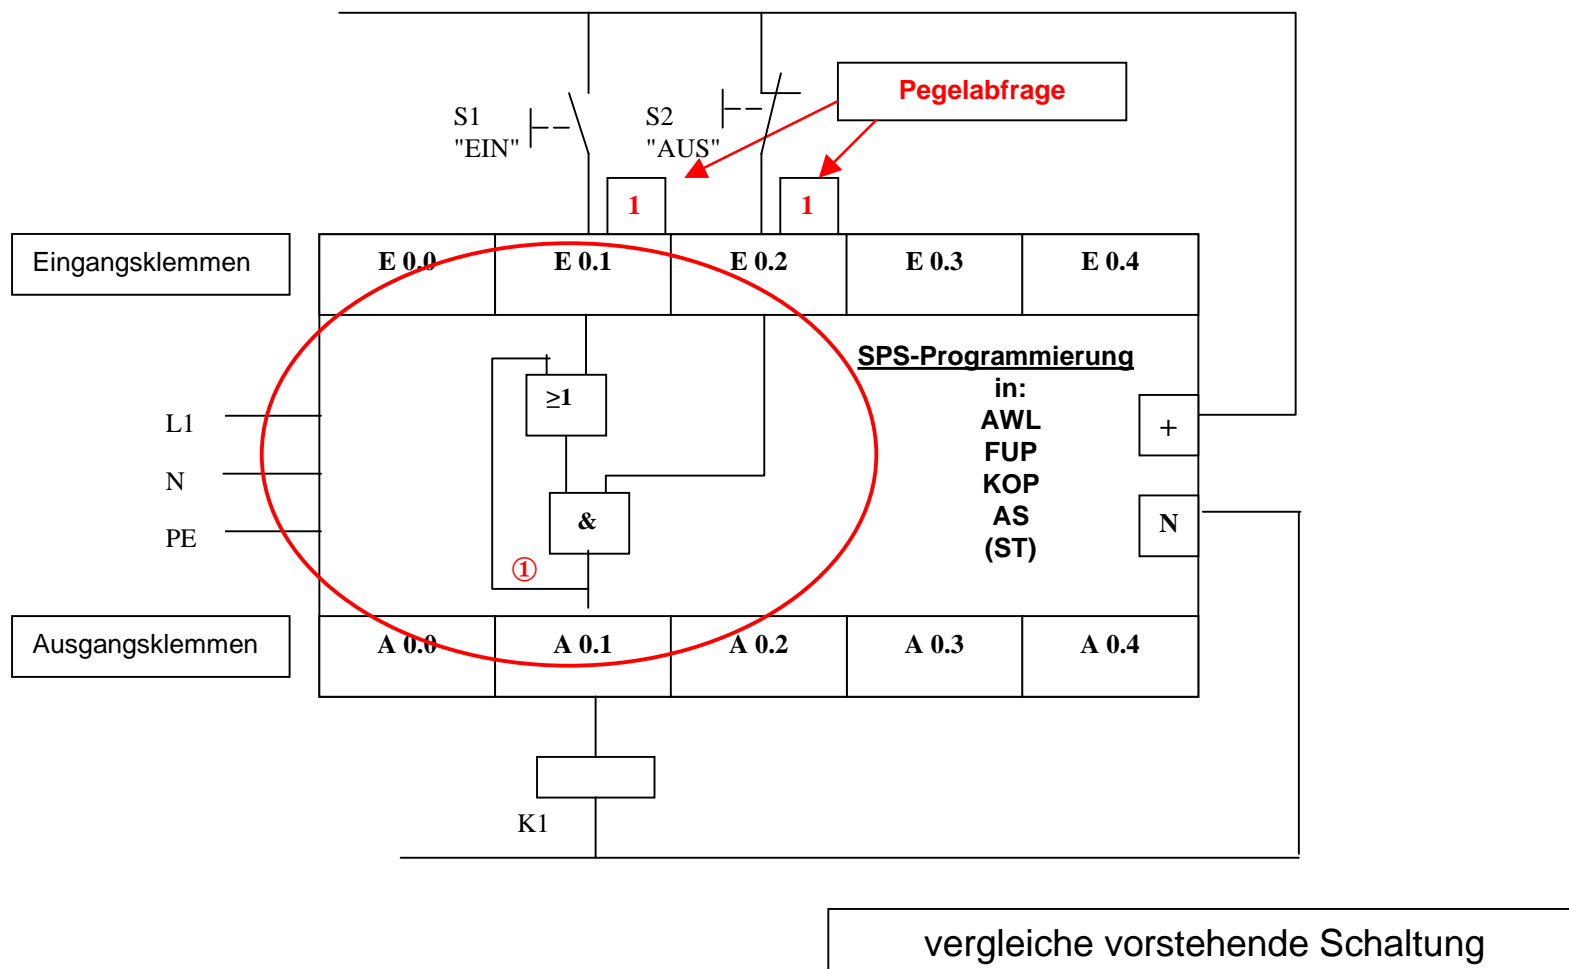 Pegelabfrage
S1
"EIN"
S2
"AUS"
1
1
Eingangsklemmen
E 0.0
E 0.1
E 0.2
E 0.3
E 0.4
SPS-Programmierung
in:
AWL
FUP
KOP
AS
(ST)
≥1
&
①
L1
N
PE
+
N
Ausgangsklemmen
A 0.0
A 0.1
A 0.2
A 0.3
A 0.4
K1
vergleiche vorstehende Schaltung